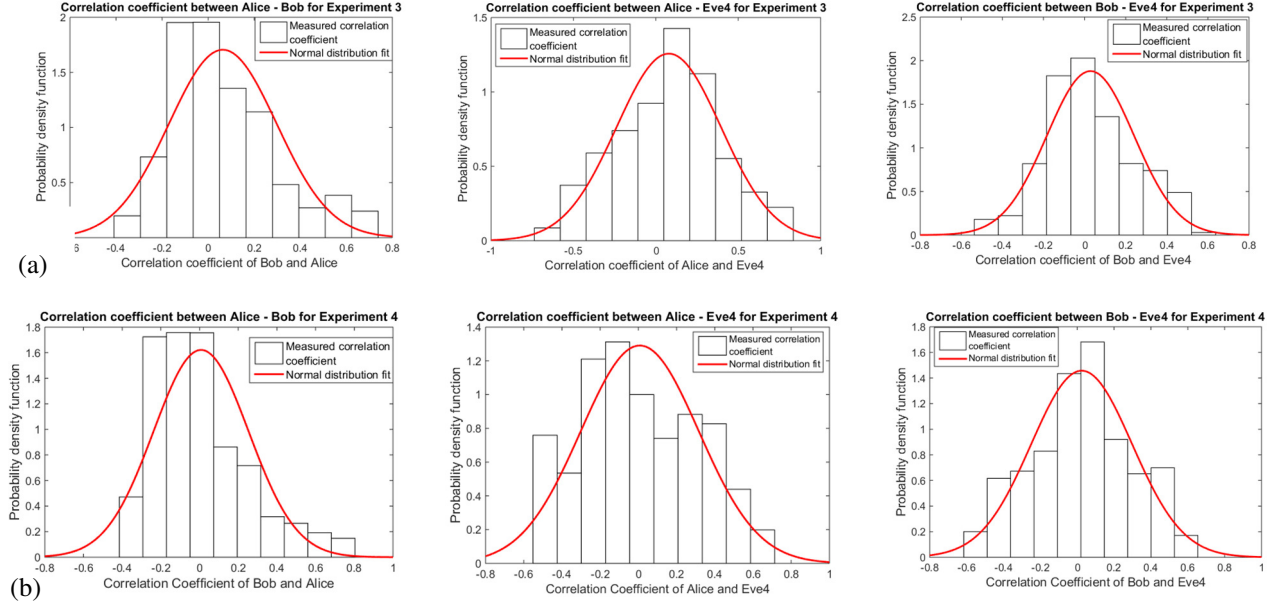 Correlation coefficient between Alice - Bob for Experiment 3
Measured correlation
coefficient
Normal distribution fit
Probability density function
2
1.5
1
0.5
6 -0.4 -0.2 0 0.2 0.4 0.6 0.8
Correlation coefficient of Bob and Alice
Correlation coefficient between Alice - Eve4 for Experiment 3
Measured correlation
coefficient
Normal distribution fit
Probability density function
1.5
1
0.5
0
-1 -0.5 0 0.5 1
Correlation coefficient of Alice and Eve4
Correlation coefficient between Bob - Eve4 for Experiment 3
Measured correlation
coefficient
Normal distribution fit
Probability density function
2.5
2
1.5
1
0.5
0
-0.8 -0.6 -0.4 -0.2 0 0.2 0.4 0.6 0.8
Correlation coefficient of Bob and Eve4
(a)
Correlation coefficient between Alice - Bob for Experiment 4
Measured correlation
coefficient
Normal distribution fit
Probability density function
1.8
1.6
1.4
1.2
1
0.8
0.6
0.4
0.2
0
-0.8 -0.6 -0.4 -0.2 0 0.2 0.4 0.6 0.8 1
Correlation Coefficient of Bob and Alice
Correlation coefficient between Alice - Eve4 for Experiment 4
Measured correlation
coefficient
Normal distribution fit
Probability density function
1.4
1.2
1
0.8
0.6
0.4
0.2
0
-0.8 -0.6 -0.4 -0.2 0 0.2 0.4 0.6 0.8 1
Correlation Coefficient of Alice and Eve4
Correlation coefficient between Bob - Eve4 for Experiment 4
Measured correlation
coefficient
Normal distribution fit
Probability density function
1.8
1.6
1.4
1.2
1
0.8
0.6
0.4
0.2
0
-0.8 -0.6 -0.4 -0.2 0 0.2 0.4 0.6 0.8 1
Correlation Coefficient of Bob and Eve4
(b)